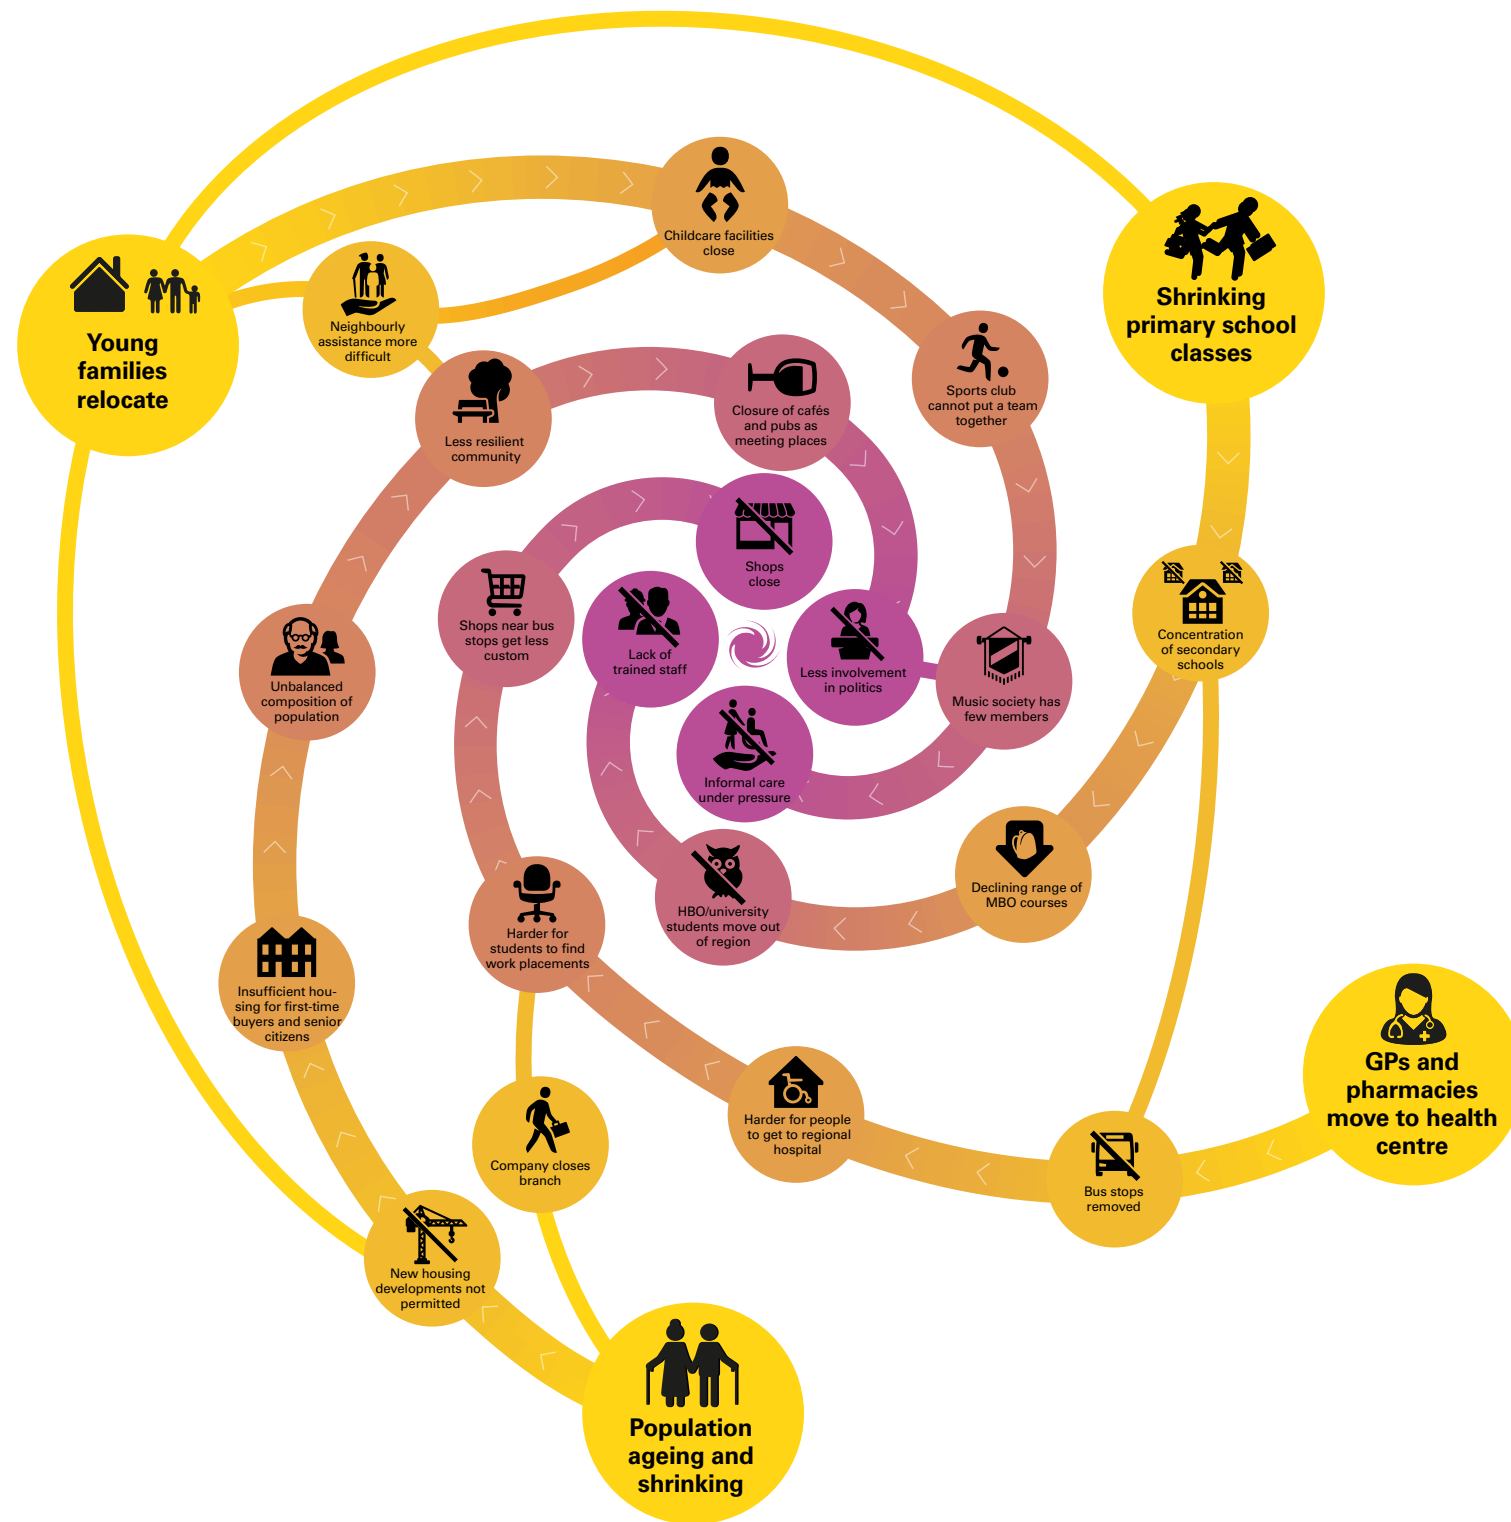 Childcare facilities
close
Shrinking
primary school
classes
Young
families
relocate
Neighbourly
assistance more
difficult
Sports club
cannot put a team
together
Closure of cafés
and pubs as
meeting places
Less resilient
community
Shops
close
Shops near bus
stops get less
custom
Lack of
trained staff
Less involvement
in politics
Concentration
of secondary
schools
Unbalanced
composition of
population
Music society has
few members
Informal care
under pressure
Declining range of
MBO courses
HBO/university
students move out
of region
Harder for
students to find
work placements
Insufficient hou-
sing for first-time
buyers and senior
citizens
GPs and
pharmacies
move to health
centre
Harder for people
to get to regional
hospital
Company closes
branch
Bus stops
removed
New housing
developments not
permitted
Population
ageing and
shrinking